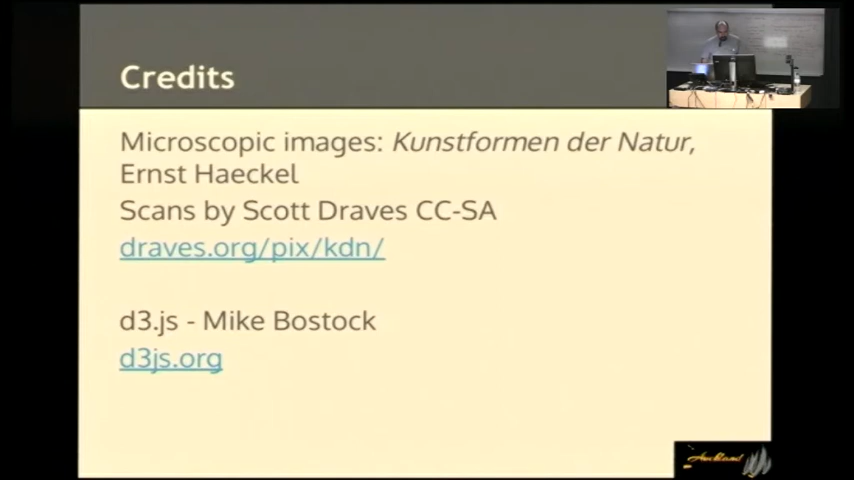 Credits
Microscopic images: Kunstformen der Natur,
Ernst Haeckel
Scans by Scott Draves CC-SA
draves.org/pix/kdn/
d3.js - Mike Bostock
d3js.org
Auckland